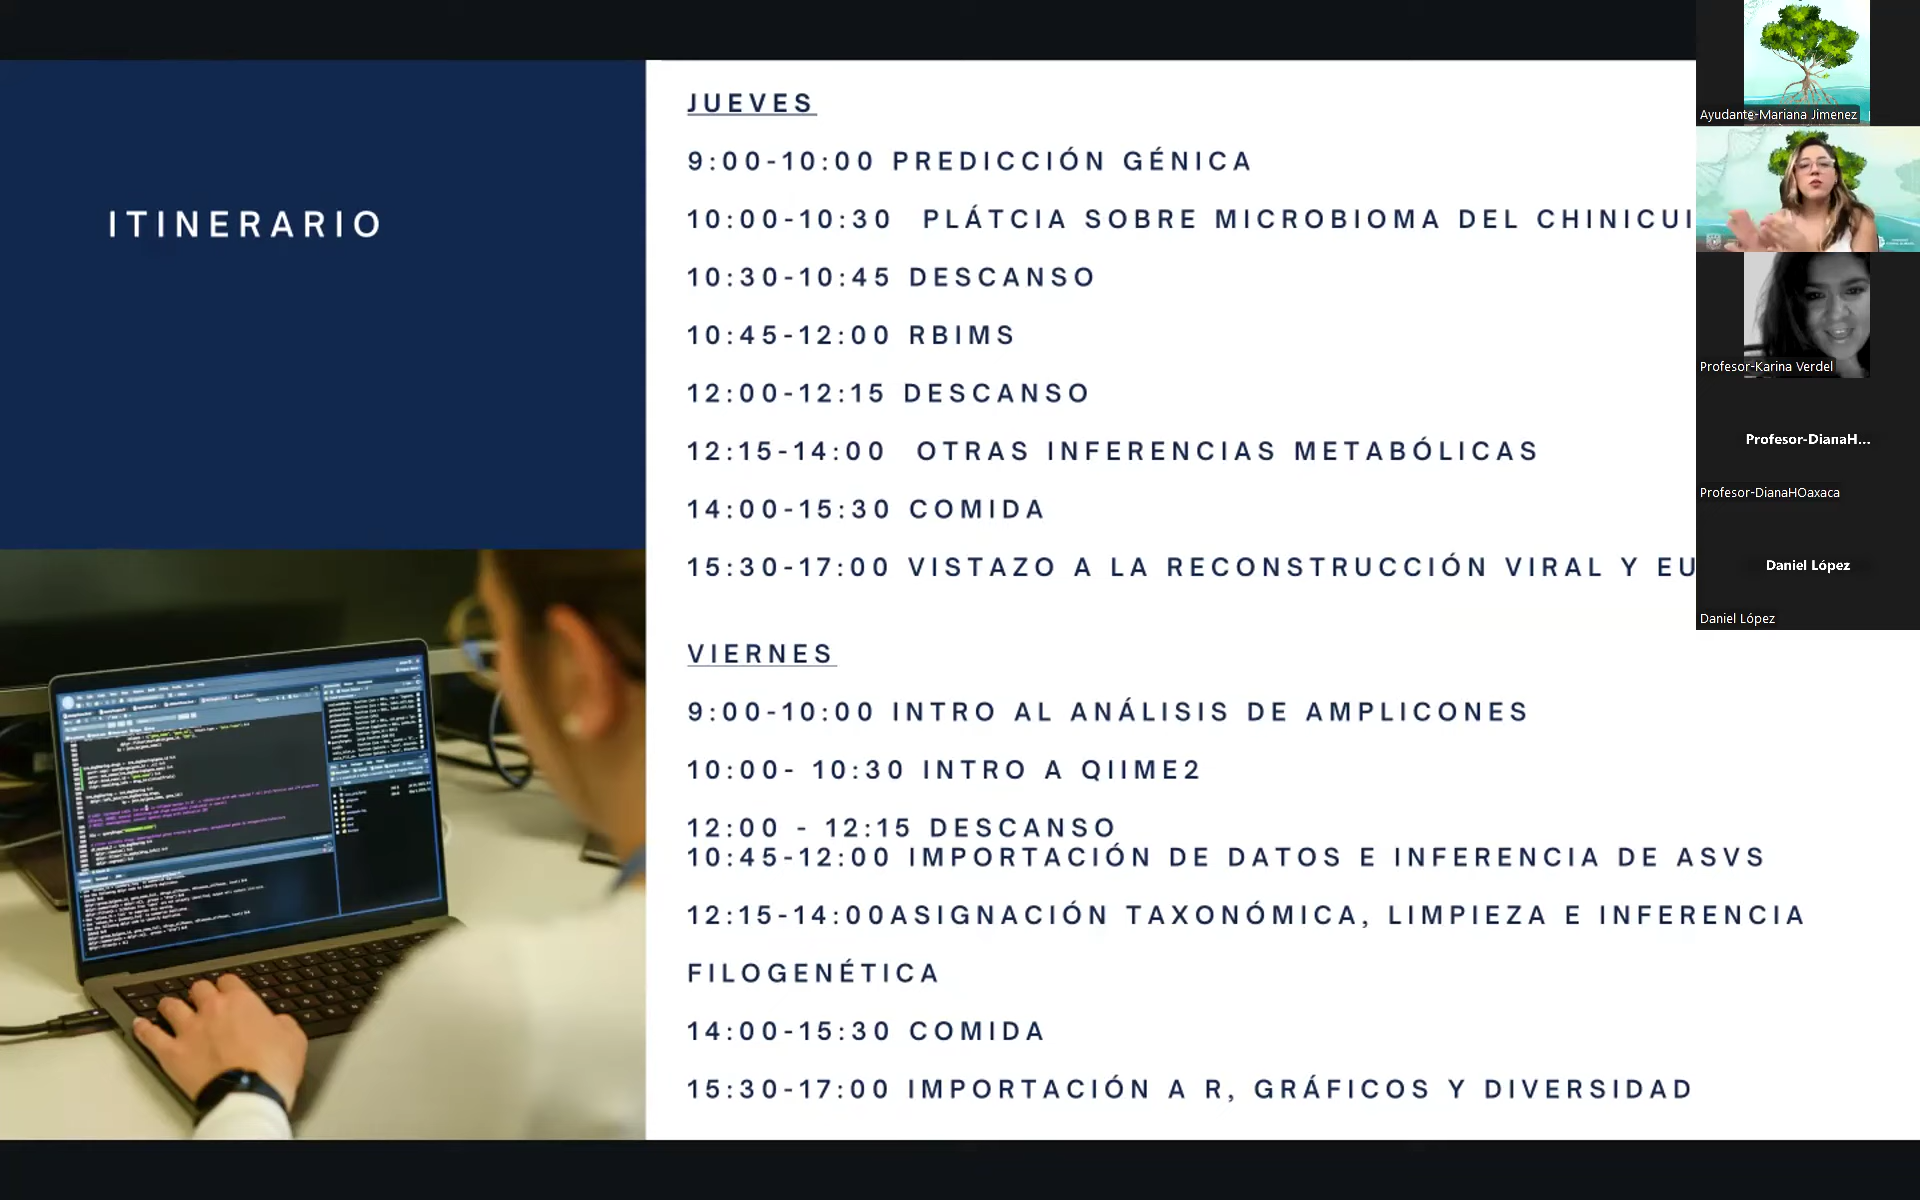 ITINERARIO
JUEVES
9:00-10:00 PREDICCIÓN GÉNICA
10:00-10:30 PLÁTCIA SOBRE MICROBIOMA DEL CHINICUI
10:30-10:45 DESCANSO
10:45-12:00 RBIMS
12:00-12:15 DESCANSO
12:15-14:00 OTRAS INFERENCIAS METABÓLICAS
14:00-15:30 COMIDA
15:30-17:00 VISTAZO A LA RECONSTRUCCIÓN VIRAL Y EU
VIERNES
9:00-10:00 INTRO AL ANÁLISIS DE AMPLICONES
10:00- 10:30 INTRO A QIIME2
12:00 - 12:15 DESCANSO
10:45-12:00 IMPORTACIÓN DE DATOS E INFERENCIA DE ASVS
12:15-14:00ASIGNACIÓN TAXONÓMICA, LIMPIEZA E INFERENCIA
FILOGENÉTICA
14:00-15:30 COMIDA
15:30-17:00 IMPORTACIÓN A R, GRÁFICOS Y DIVERSIDAD
Ayudante-Mariana Jimenez
Profesor-Karina Verdel
Profesor-DianaH...
Profesor-DianaHOaxaca
Daniel López
Daniel López